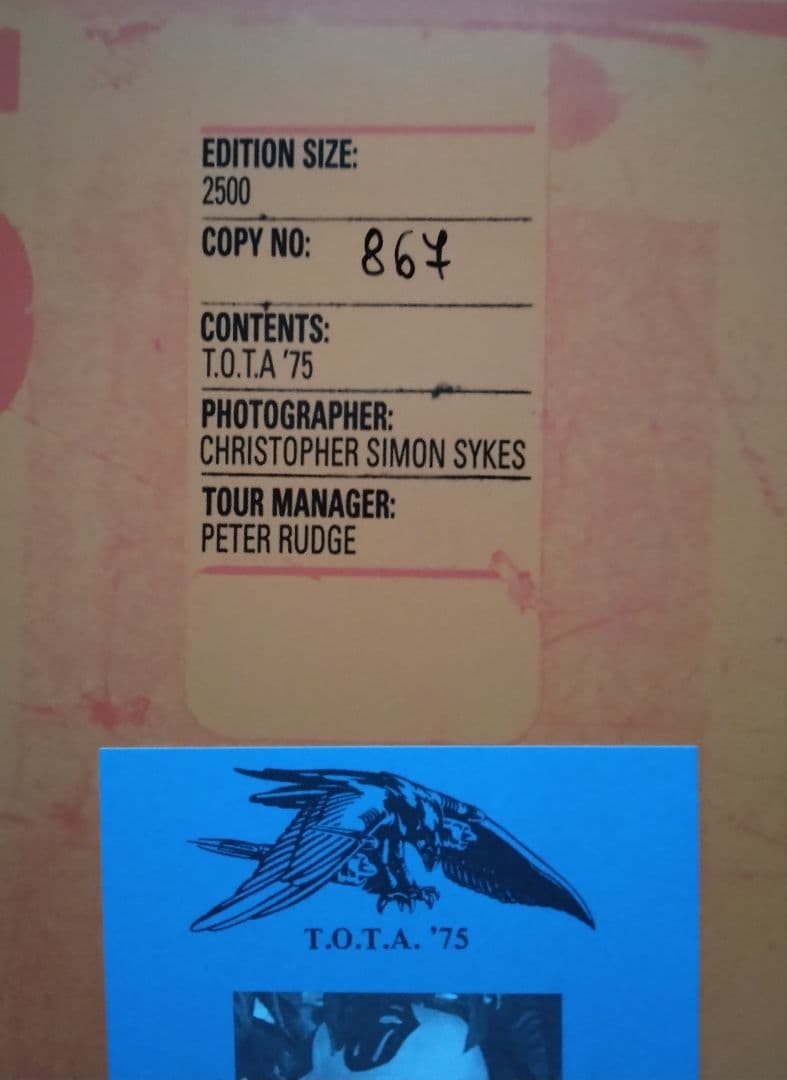 EDITION SIZE:
2500
COPY NO: 867
CONTENTS:
T.O.T.A '75
PHOTOGRAPHER:
CHRISTOPHER SIMON SYKES
TOUR MANAGER:
PETER RUDGE
T.O.T.A. '75